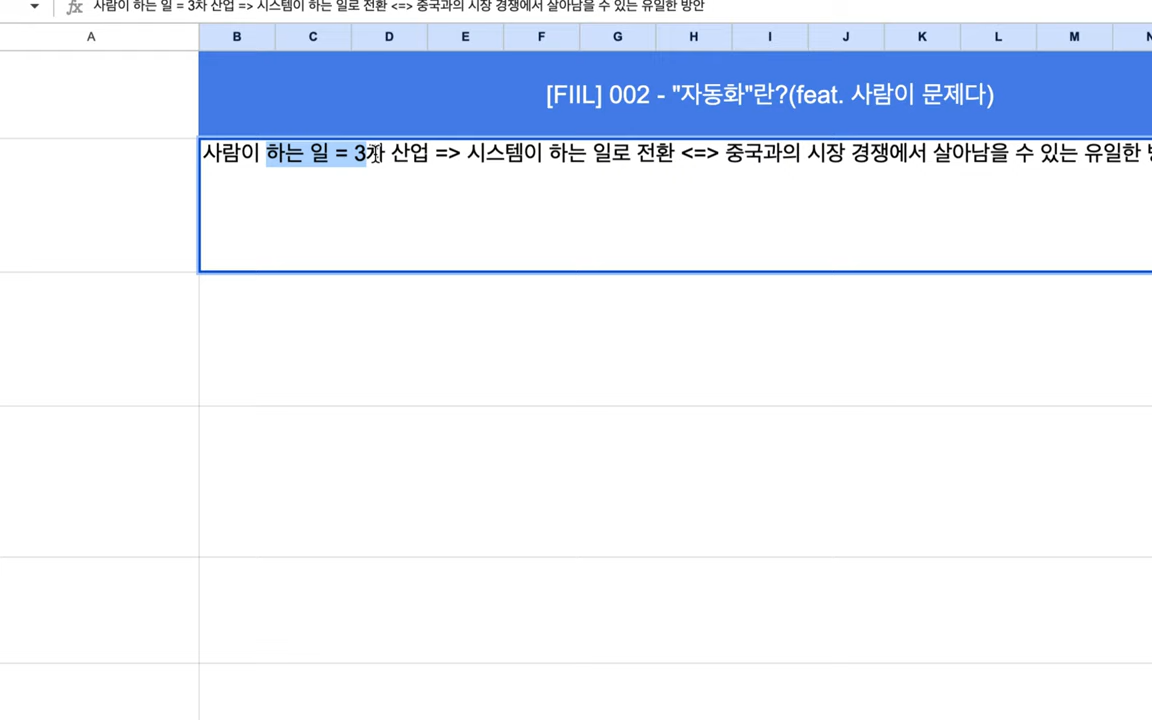 fx 사람이 하는 일 = 3차 산업 => 시스템이 하는 일로 전환 <=> 중국과의 시장 경쟁에서 살아남을 수 있는 유일한 방안
A B C D E F G H I J K L M N
[FIIL] 002 - "자동화"란?(feat. 사람이 문제다)
사람이 하는 일 = 3차 산업 => 시스템이 하는 일로 전환 <=> 중국과의 시장 경쟁에서 살아남을 수 있는 유일한